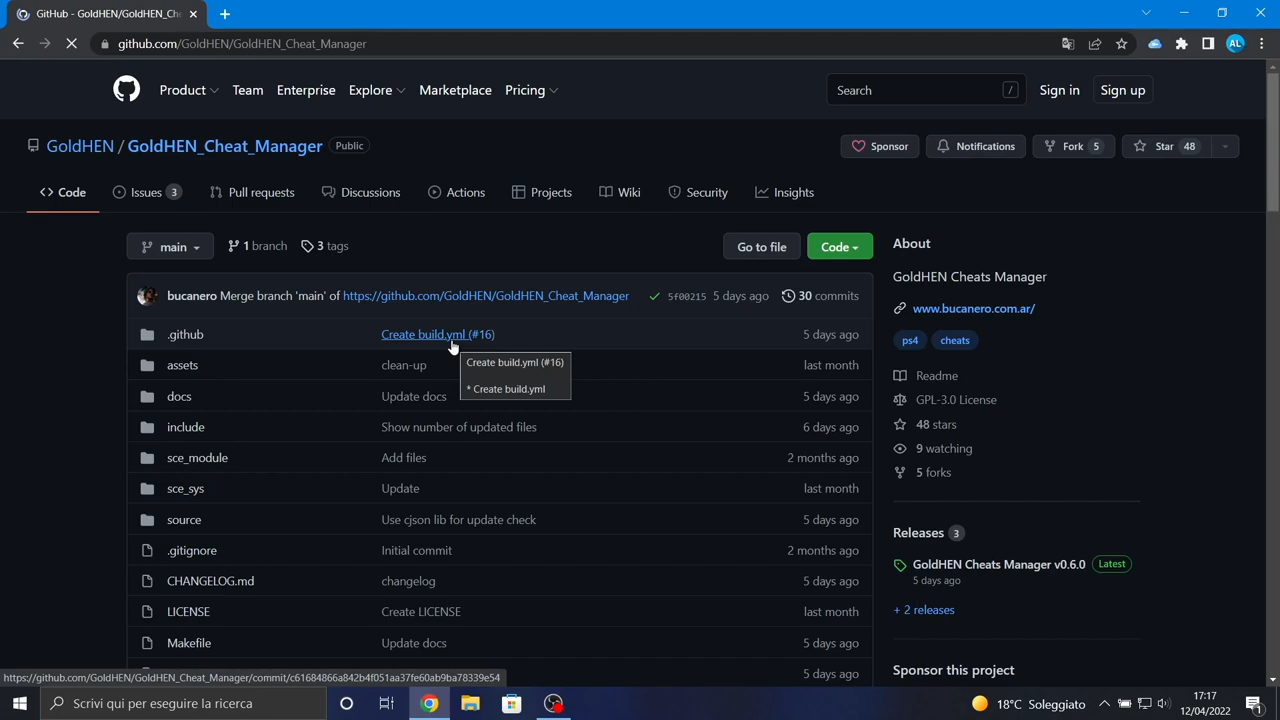 GitHub - GoldHEN/GoldHEN_Che
github.com/GoldHEN/GoldHEN_Cheat_Manager
AL
Product Team Enterprise Explore Marketplace Pricing Search / Sign in Sign up
GoldHEN / GoldHEN_Cheat_Manager Public
Sponsor Notifications Fork 5 Star 48
<> Code Issues 3 Pull requests Discussions Actions Projects Wiki Security Insights
main 1 branch 3 tags Go to file Code
bucanero Merge branch 'main' of https://github.com/GoldHEN/GoldHEN_Cheat_Manager 5f00215 5 days ago 30 commits
.github Create build.yml (#16) 5 days ago
Create build.yml (#16)
* Create build.yml
assets clean-up last month
docs Update docs 5 days ago
include Show number of updated files 6 days ago
sce_module Add files 2 months ago
sce_sys Update last month
source Use cjson lib for update check 5 days ago
.gitignore Initial commit 2 months ago
CHANGELOG.md changelog 5 days ago
LICENSE Create LICENSE last month
Makefile Update docs 5 days ago
5 days ago
About
GoldHEN Cheats Manager
www.bucanero.com.ar/
ps4 cheats
Readme
GPL-3.0 License
48 stars
9 watching
5 forks
Releases 3
GoldHEN Cheats Manager v0.6.0 Latest
5 days ago
+ 2 releases
Sponsor this project
https://github.com/GoldHEN/GoldHEN_Cheat_Manager/commit/c61684866a842b4f051aa37fe60ab9ba78339e54
Scrivi qui per eseguire la ricerca
18°C Soleggiato
17:17
12/04/2022
1